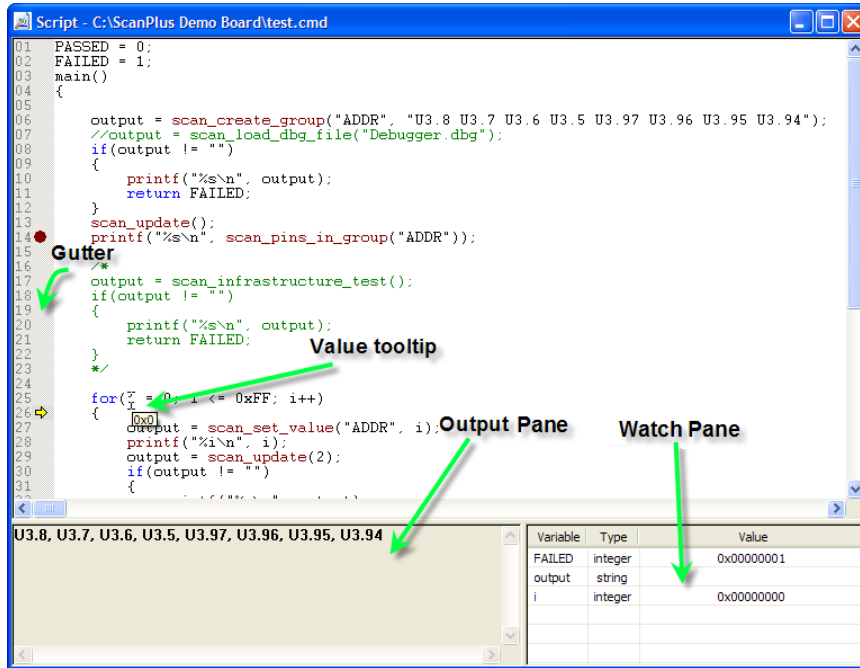 Script - C:\ScanPlus Demo Board\test.cmd
01 PASSED = 0;
02 FAILED = 1;
03 main()
04 {
05
06 output = scan_create_group("ADDR", "U3.8 U3.7 U3.6 U3.5 U3.97 U3.96 U3.95 U3.94");
07 //output = scan_load_dbg_file("Debugger.dbg");
08 if(output != "")
09 {
10 printf("%s\n", output);
11 return FAILED;
12 }
13 scan_update();
14 printf("%s\n", scan_pins_in_group("ADDR"));
15
Gutter
16 /*
17 output = scan_infrastructure_test();
18 if(output != "")
19 {
20 printf("%s\n", output);
21 return FAILED;
22 }
Value tooltip
23 */
24
25 for( = 0; i <= 0xFF; i++)
26 {
0x0
27 output = scan_set_value("ADDR", i);
Output Pane
Watch Pane
28 printf("%i\n", i);
29 output = scan_update(2);
30 if(output != "")
31 {
U3.8, U3.7, U3.6, U3.5, U3.97, U3.96, U3.95, U3.94
Variable Type Value
FAILED integer 0x00000001
output string
i integer 0x00000000